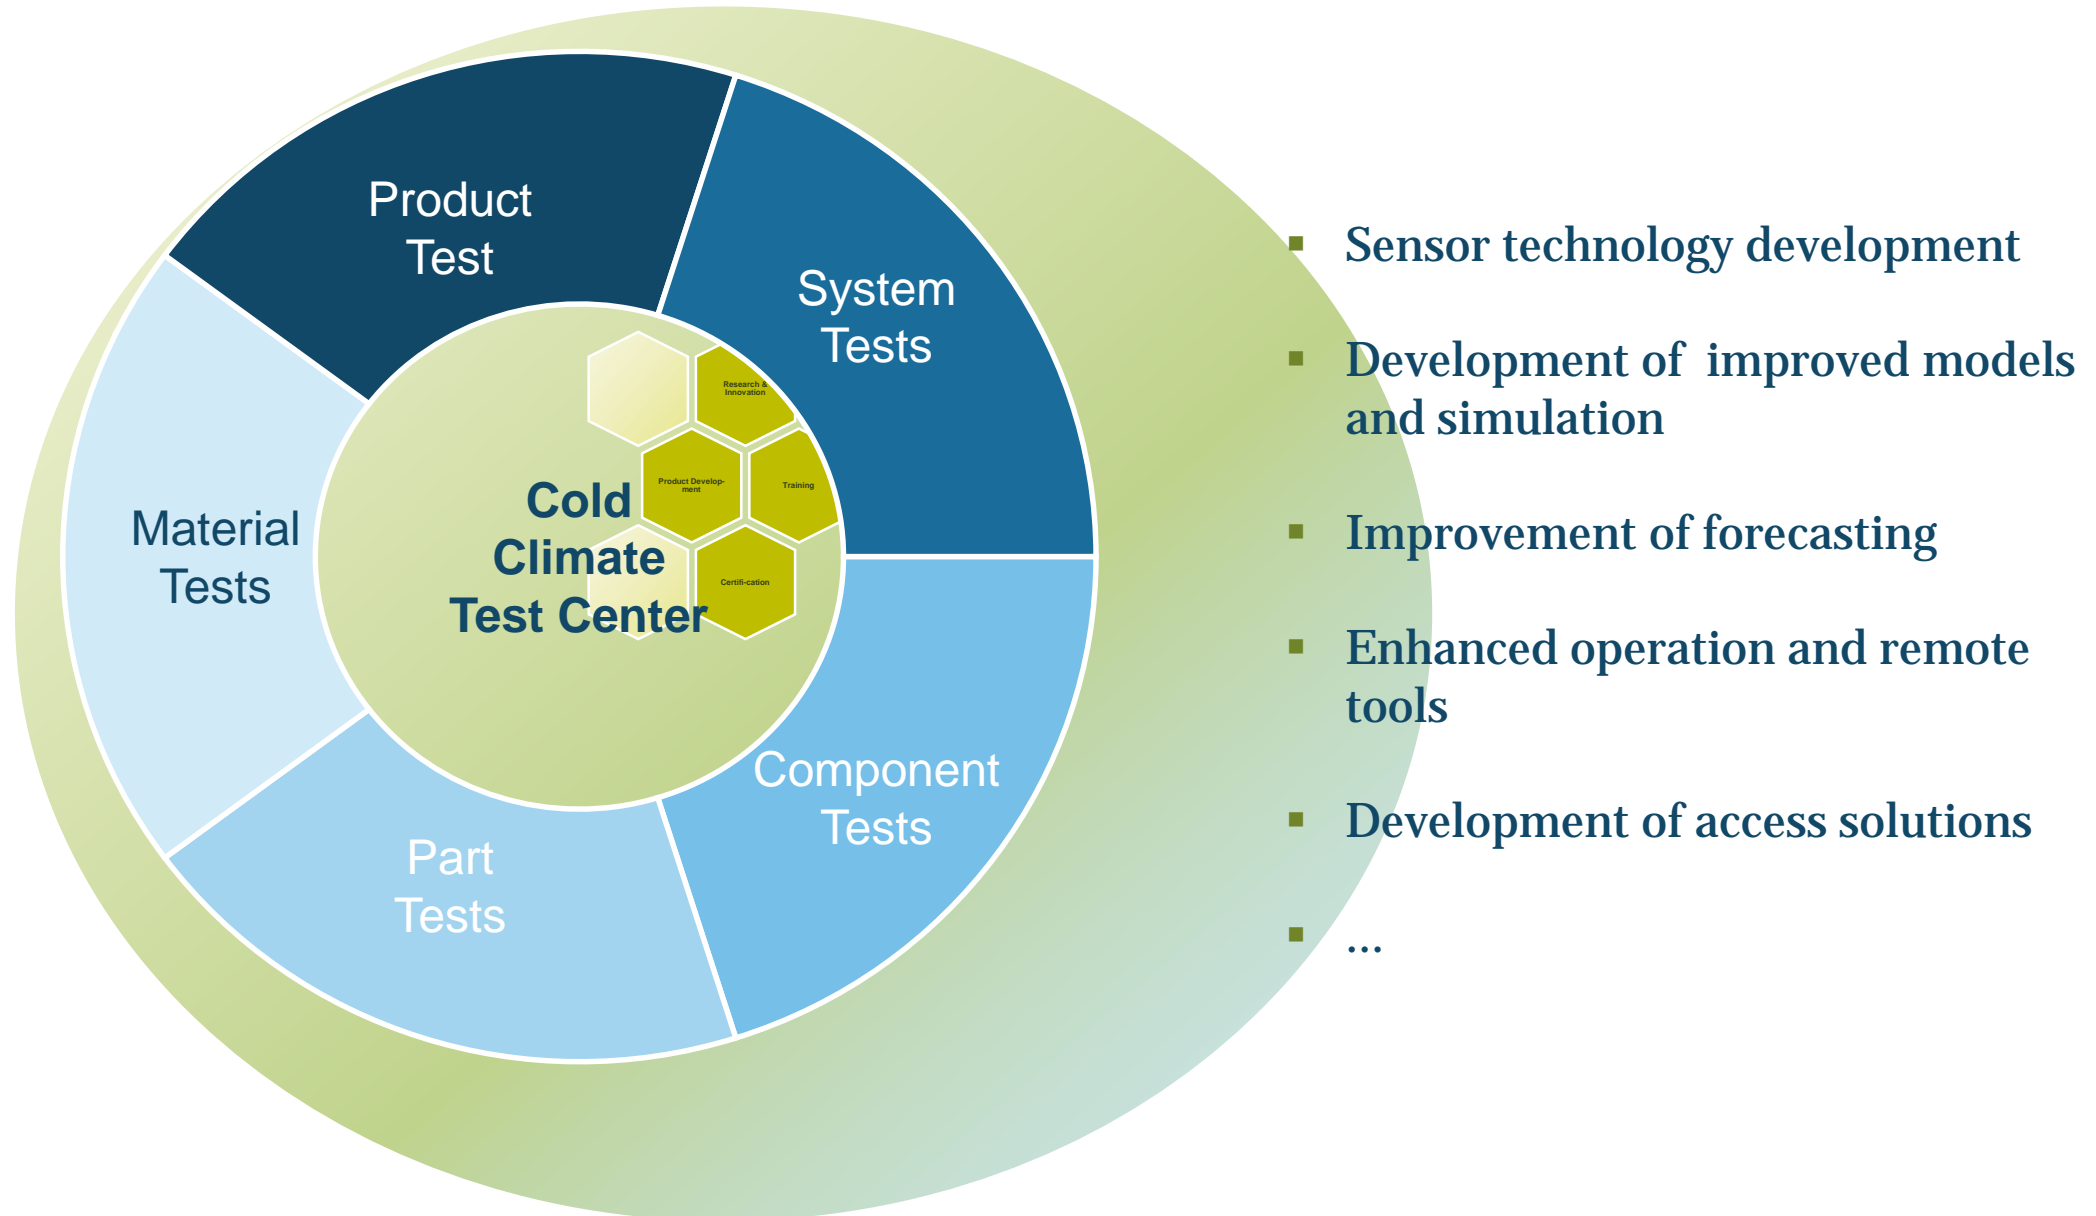 Product
Test
System
Tests
Material
Tests
Part
Tests
Component
Tests
Cold
Climate
Test Center
Research &
Innovation
Product Develop-
ment
Training
Certifi-cation
Sensor technology development
Development of improved models
and simulation
Improvement of forecasting
Enhanced operation and remote
tools
Development of access solutions
...